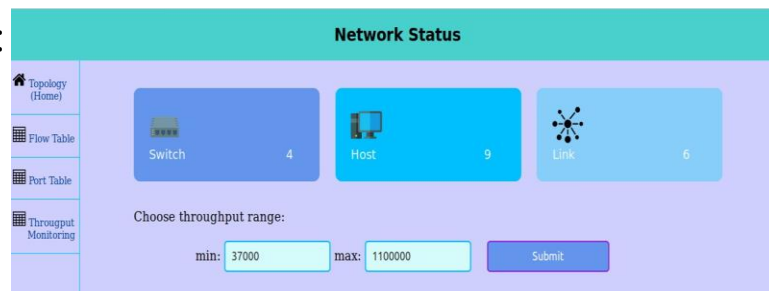 Network Status
Topology
(Home)
Flow Table
Port Table
Througput
Monitoring
Switch 4
Host 9
Link 6
Choose throughput range:
min: 37000 max: 1100000 Submit